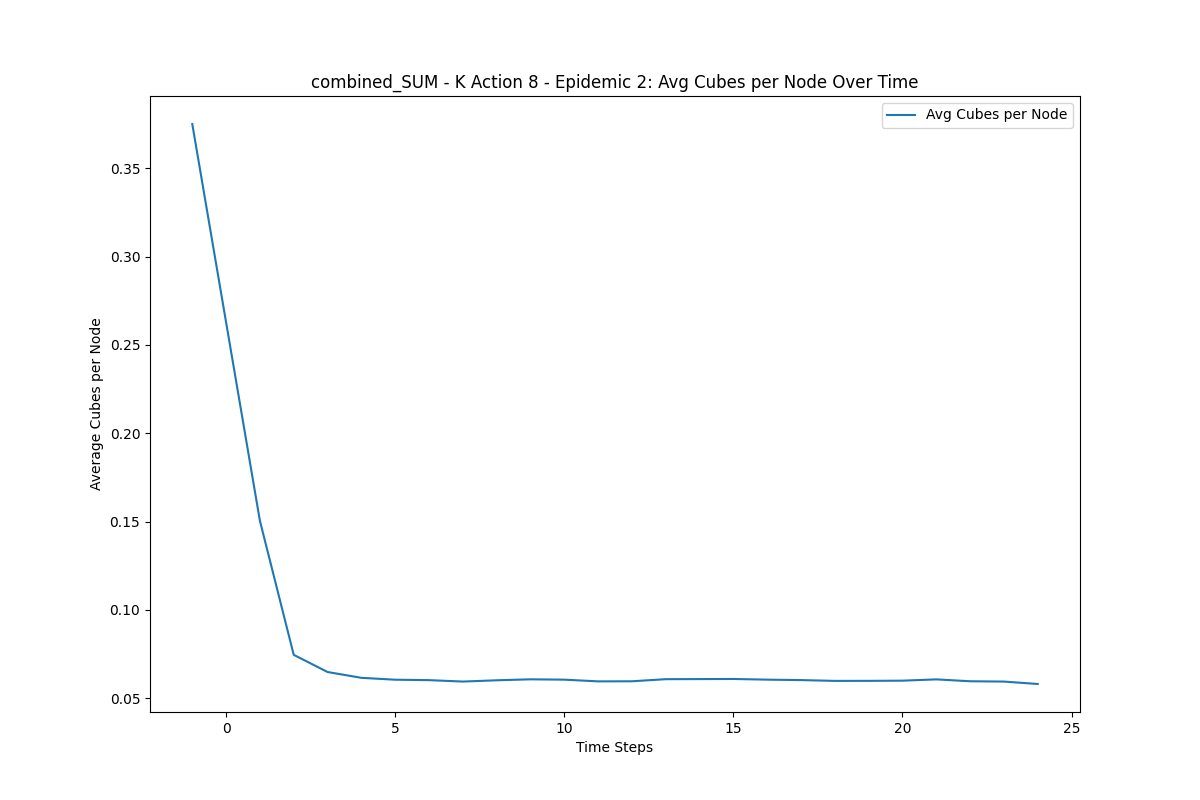 combined_SUM - K Action 8 - Epidemic 2: Avg Cubes per Node Over Time
Avg Cubes per Node
Average Cubes per Node
0.35
0.30
0.25
0.20
0.15
0.10
0.05
0 5 10 15 20 25
Time Steps